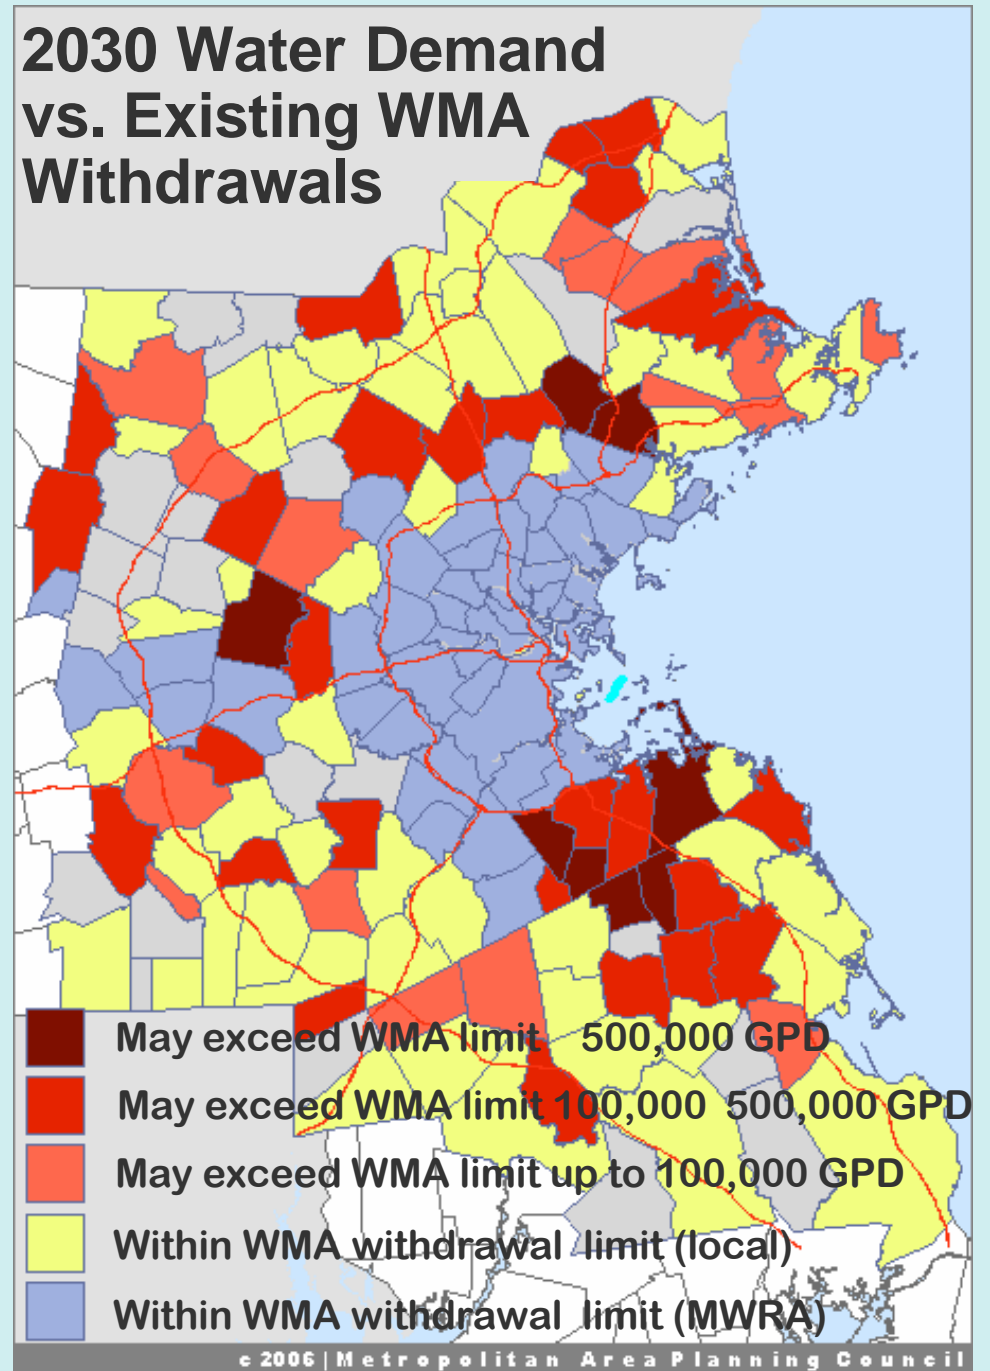 2030 Water Demand
vs. Existing WMA
Withdrawals
May exceed WMA limit 500,000 GPD
May exceed WMA limit 100,000 500,000 GPD
May exceed WMA limit up to 100,000 GPD
Within WMA withdrawal limit (local)
Within WMA withdrawal limit (MWRA)
c 2006 | Metropolitan Area Planning Council